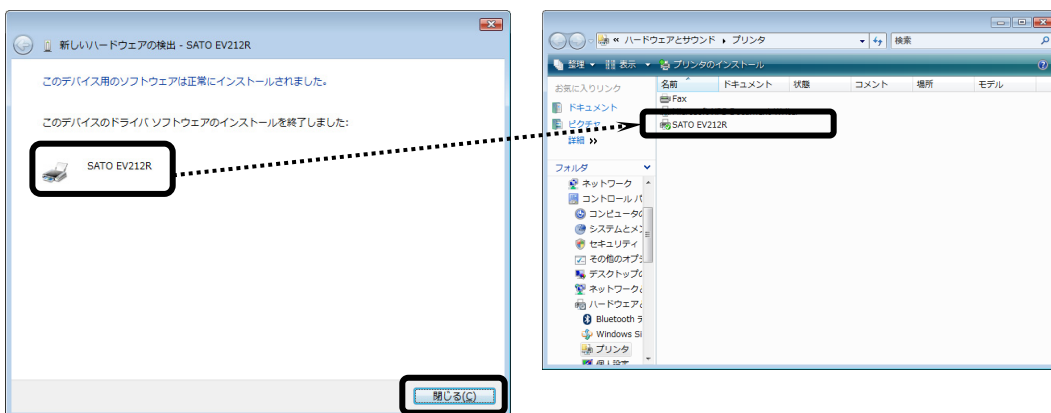 新しいハードウェアの検出 - SATO EV212R
このデバイス用のソフトウェアは正常にインストールされました。
このデバイスのドライバ ソフトウェアのインストールを終了しました:
SATO EV212R
閉じる(C)
« ハードウェアとサウンド ▸ プリンタ
検索
整理 表示 プリンタのインストール
お気に入りリンク
ドキュメント
ピクチャ
詳細 »
フォルダ
ネットワーク
コントロール パ
コンピュータの
システムとメン
セキュリティ
その他のオプシ
デスクトップの
ネットワークと
ハードウェアと
Bluetooth デ
Windows Si
プリンタ
名前 ドキュメント 状態 コメント 場所 モデル
Fax
SATO EV212R